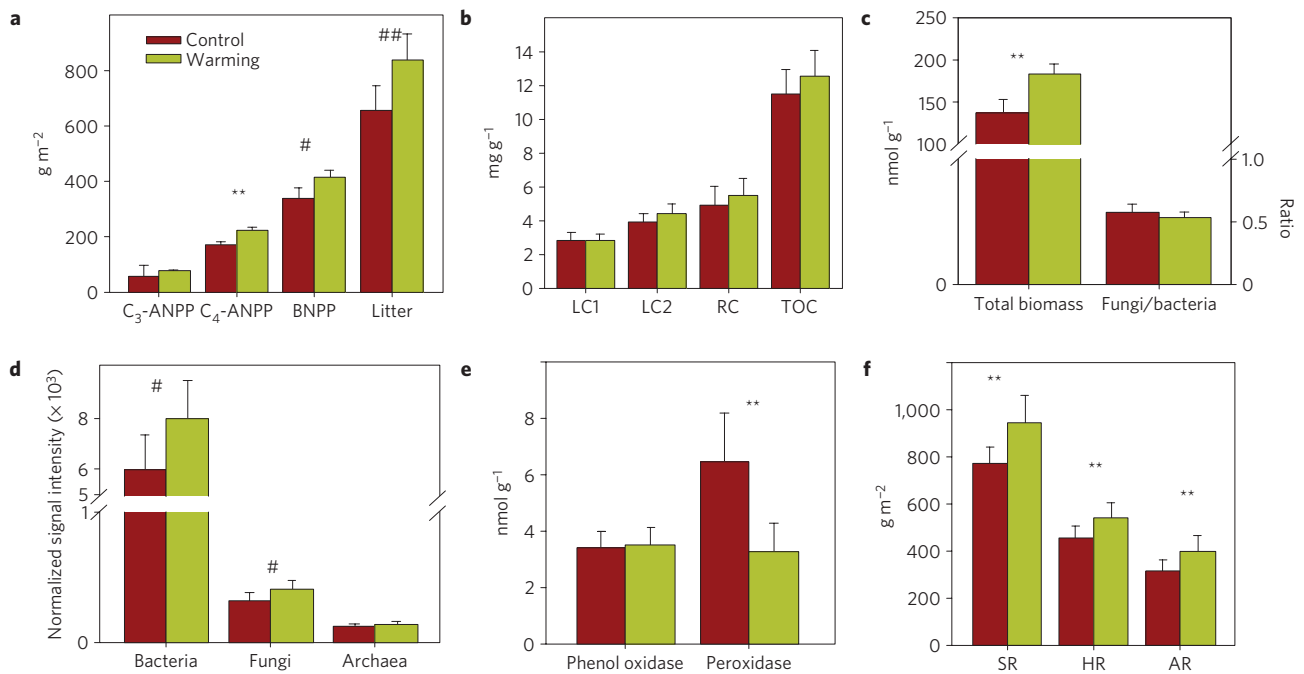 a
Control
Warming
g m⁻²
800
600
400
200
0
#
##
**
C₃-ANPP C₄-ANPP BNPP Litter
b
mg g⁻¹
14
12
10
8
6
4
2
0
LC1 LC2 RC TOC
c
nmol g⁻¹
250
200
150
100
0
**
1.0
0.5
0
Ratio
Total biomass Fungi/bacteria
d
Normalized signal intensity (× 10³)
8
6
5
1
0
#
#
Bacteria Fungi Archaea
e
nmol g⁻¹
8
6
4
2
0
**
Phenol oxidase Peroxidase
f
g m⁻²
1,000
800
600
400
200
0
**
**
**
SR HR AR